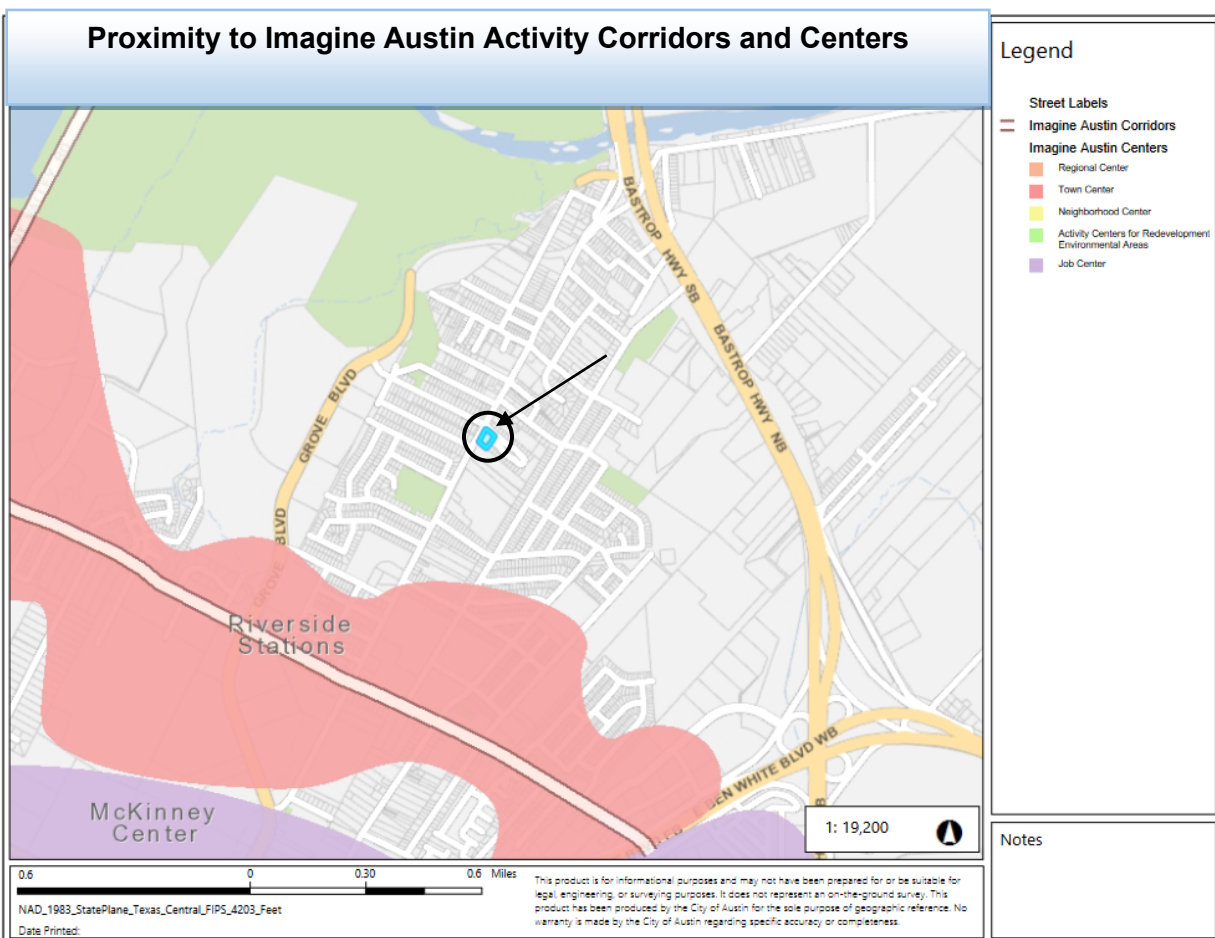 Proximity to Imagine Austin Activity Corridors and Centers
Legend
Street Labels
Imagine Austin Corridors
Imagine Austin Centers
Regional Center
Town Center
Neighborhood Center
Activity Centers for Redevelopment
Environmental Areas
Job Center
BASTROP HWY SB
BASTROP HWY NB
GROVE BLVD
GROVE BLVD
Riverside
Stations
McKinney
Center
E BEN WHITE BLVD WB
1: 19,200
Notes
0.6 0 0.30 0.6 Miles
NAD_1983_StatePlane_Texas_Central_FIPS_4203_Feet
Date Printed:
This product is for informational purposes and may not have been prepared for or be suitable for
legal, engineering, or surveying purposes. It does not represent an on-the-ground survey. This
product has been produced by the City of Austin for the sole purpose of geographic reference. No
warranty is made by the City of Austin regarding specific accuracy or completeness.